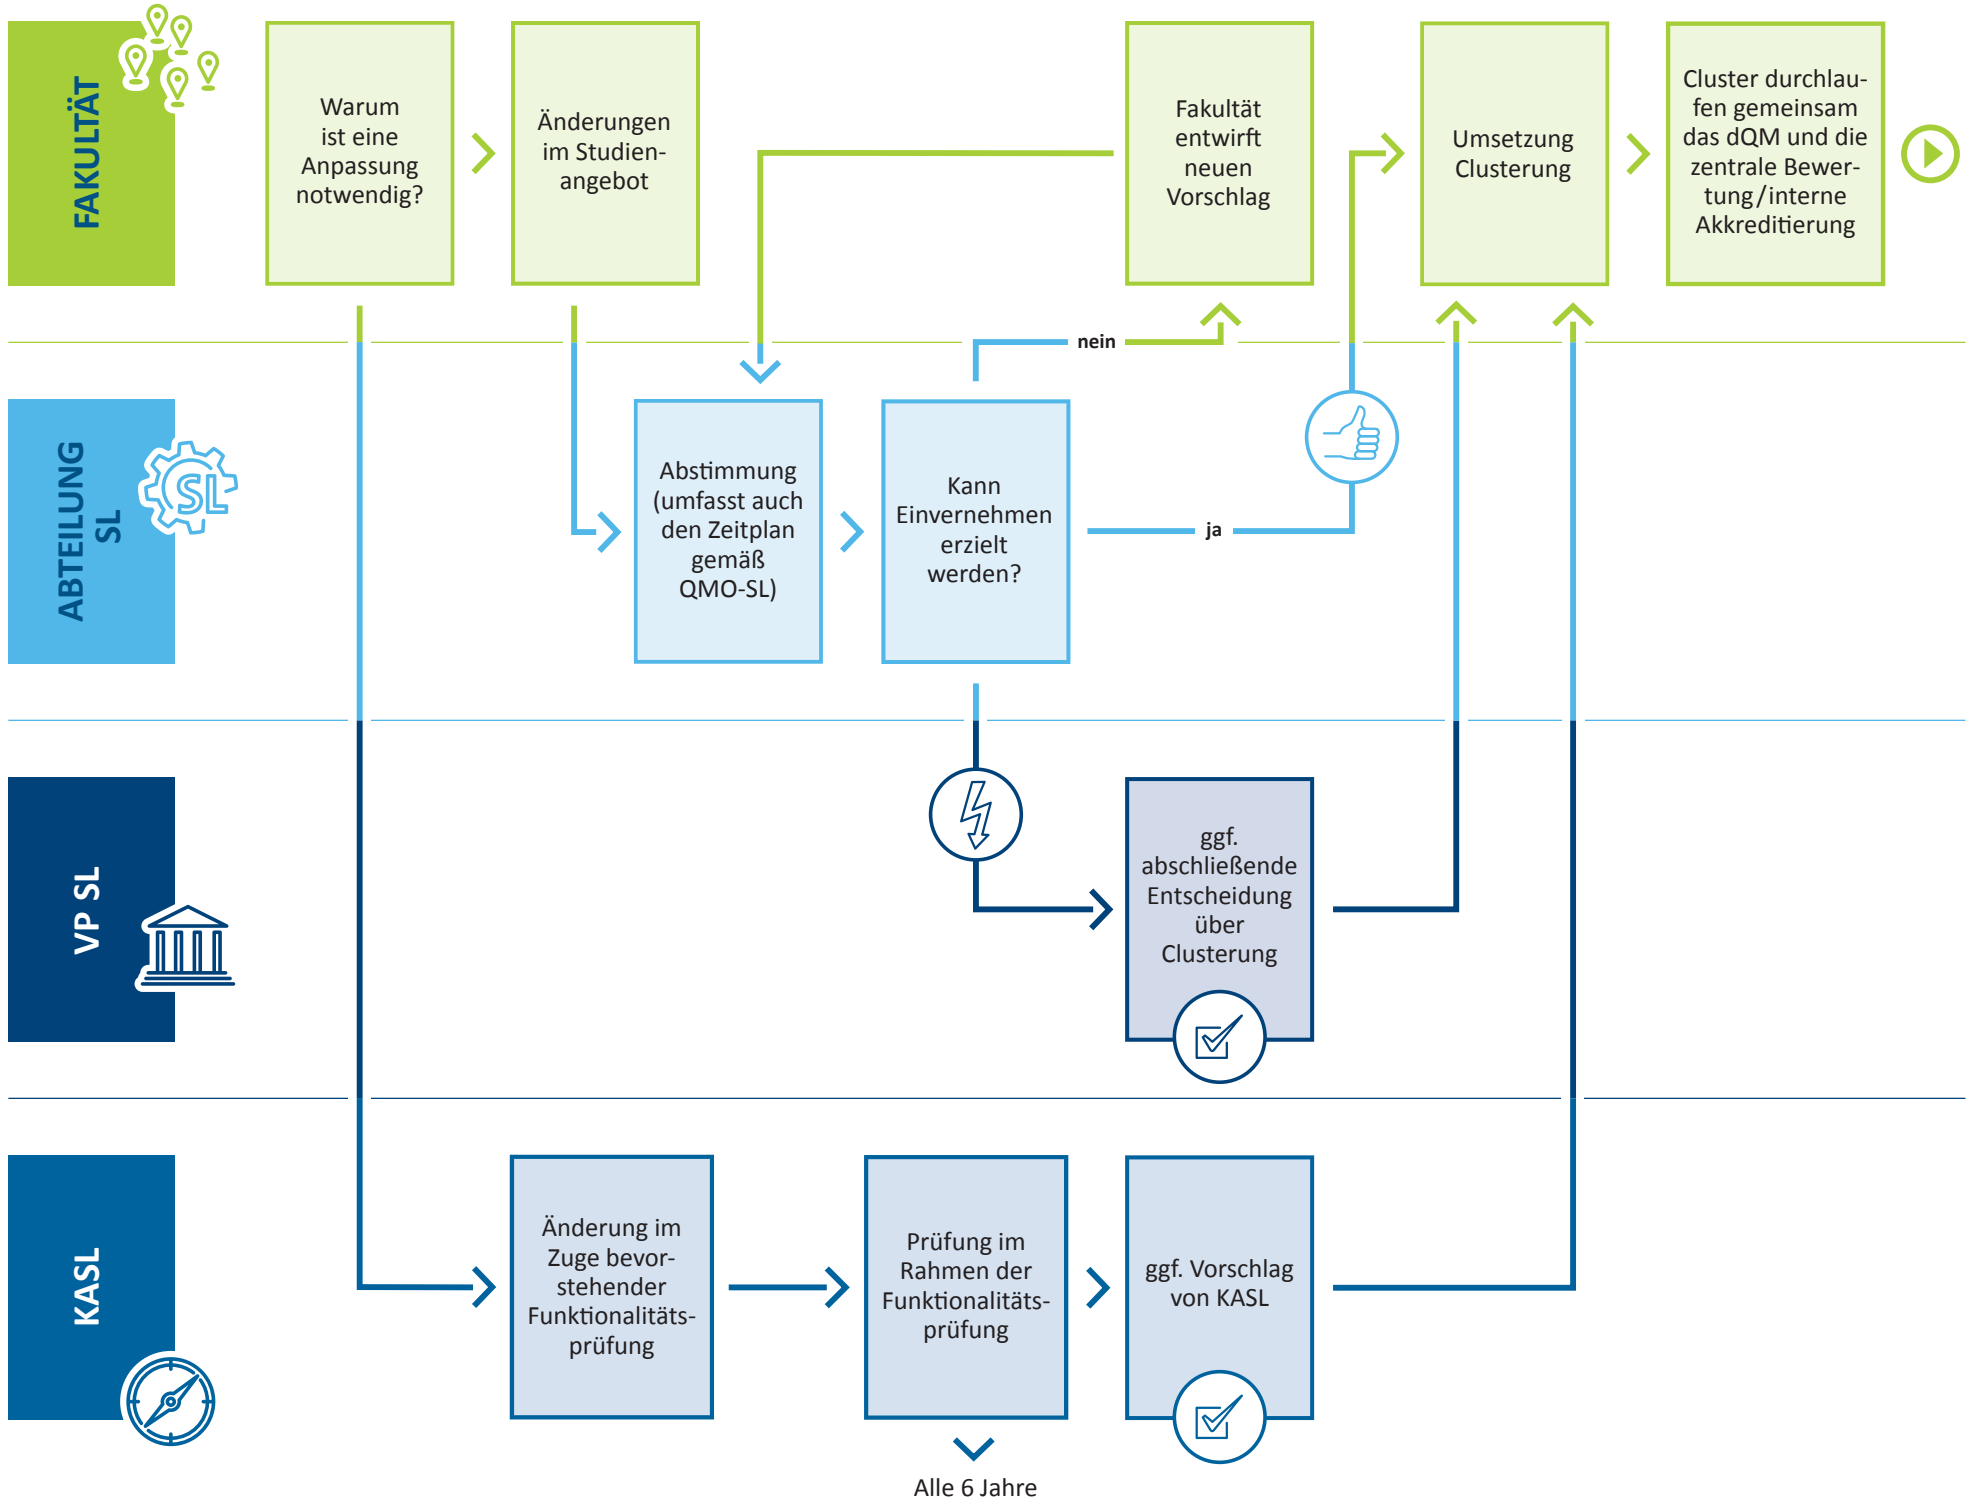 FAKULTÄT
Warum
ist eine
Anpassung
notwendig?
Änderungen
im Studien-
angebot
Fakultät
entwirft
neuen
Vorschlag
Umsetzung
Clusterung
Cluster durchlau-
fen gemeinsam
das dQM und die
zentrale Bewer-
tung/interne
Akkreditierung
nein
ABTEILUNG
SL
SL
Abstimmung
(umfasst auch
den Zeitplan
gemäß
QMO-SL)
Kann
Einvernehmen
erzielt
werden?
ja
VP SL
ggf.
abschließende
Entscheidung
über
Clusterung
KASL
Änderung im
Zuge bevor-
stehender
Funktionalitäts-
prüfung
Prüfung im
Rahmen der
Funktionalitäts-
prüfung
ggf. Vorschlag
von KASL
Alle 6 Jahre